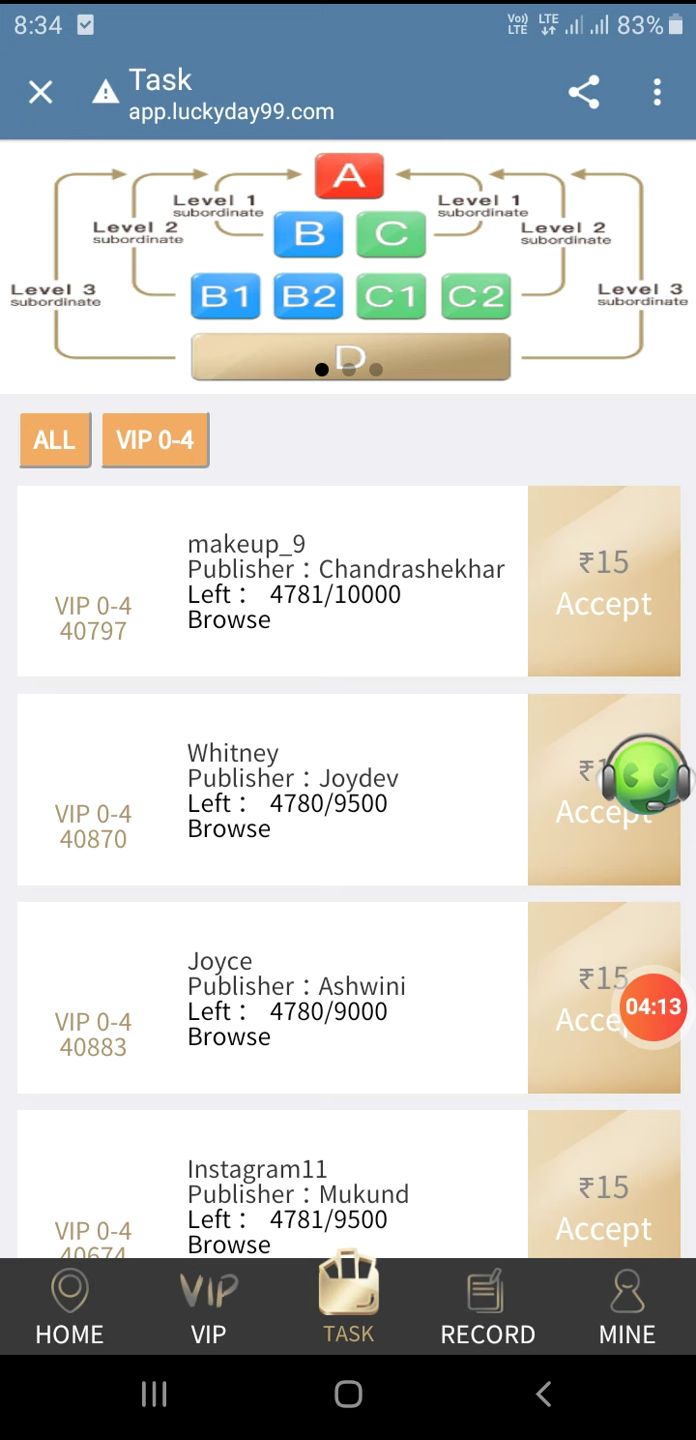 8:34
Vo)) LTE LTE 83%
Task
app.luckyday99.com
A
Level 1 subordinate
Level 1 subordinate
B C
Level 2 subordinate
Level 2 subordinate
B1 B2 C1 C2
Level 3 subordinate
Level 3 subordinate
D
ALL VIP 0-4
makeup_9
Publisher : Chandrashekhar
Left : 4781/10000
Browse
VIP 0-4
40797
₹15
Accept
Whitney
Publisher : Joydev
Left : 4780/9500
Browse
VIP 0-4
40870
Accept
Joyce
Publisher : Ashwini
Left : 4780/9000
Browse
VIP 0-4
40883
₹15
04:13
Instagram11
Publisher : Mukund
Left : 4781/9500
Browse
VIP 0-4
40674
₹15
Accept
VIP
HOME VIP TASK RECORD MINE